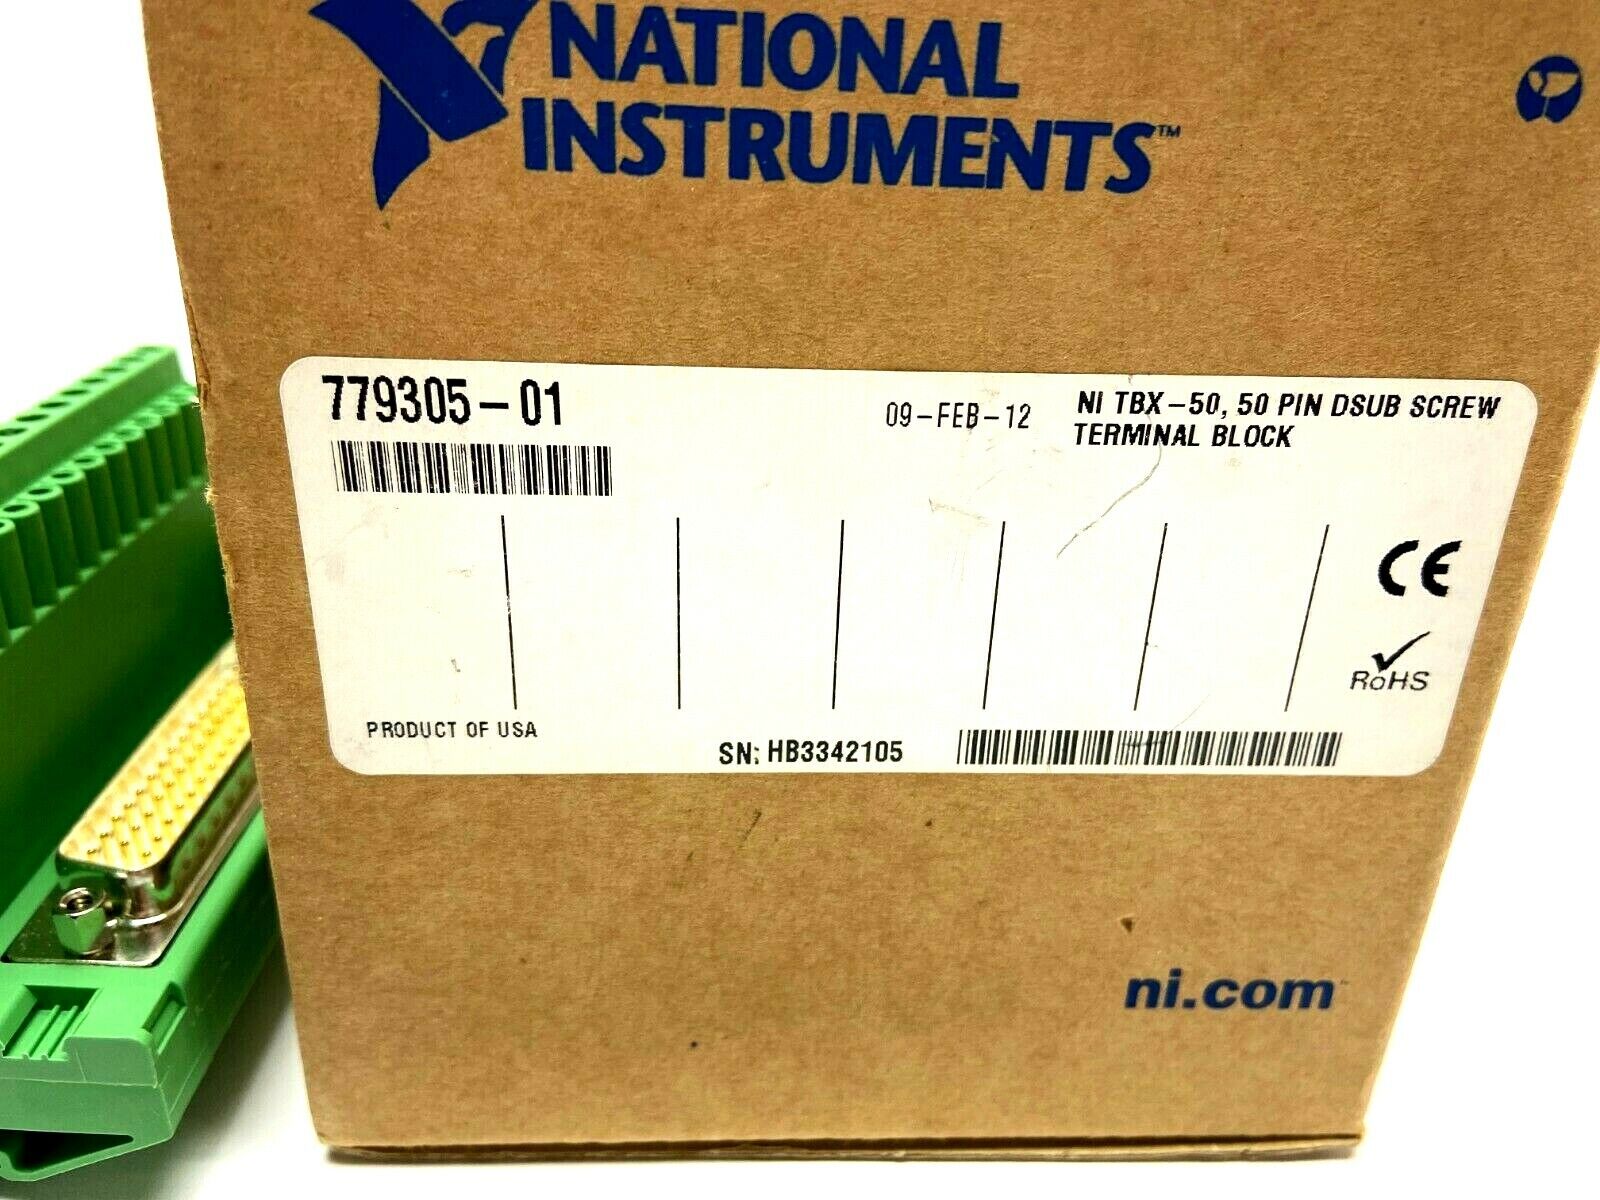 NATIONAL
INSTRUMENTS™
779305-01
09-FEB-12
NI TBX-50, 50 PIN DSUB SCREW
TERMINAL BLOCK
CE
RoHS
PRODUCT OF USA
SN: HB3342105
ni.com